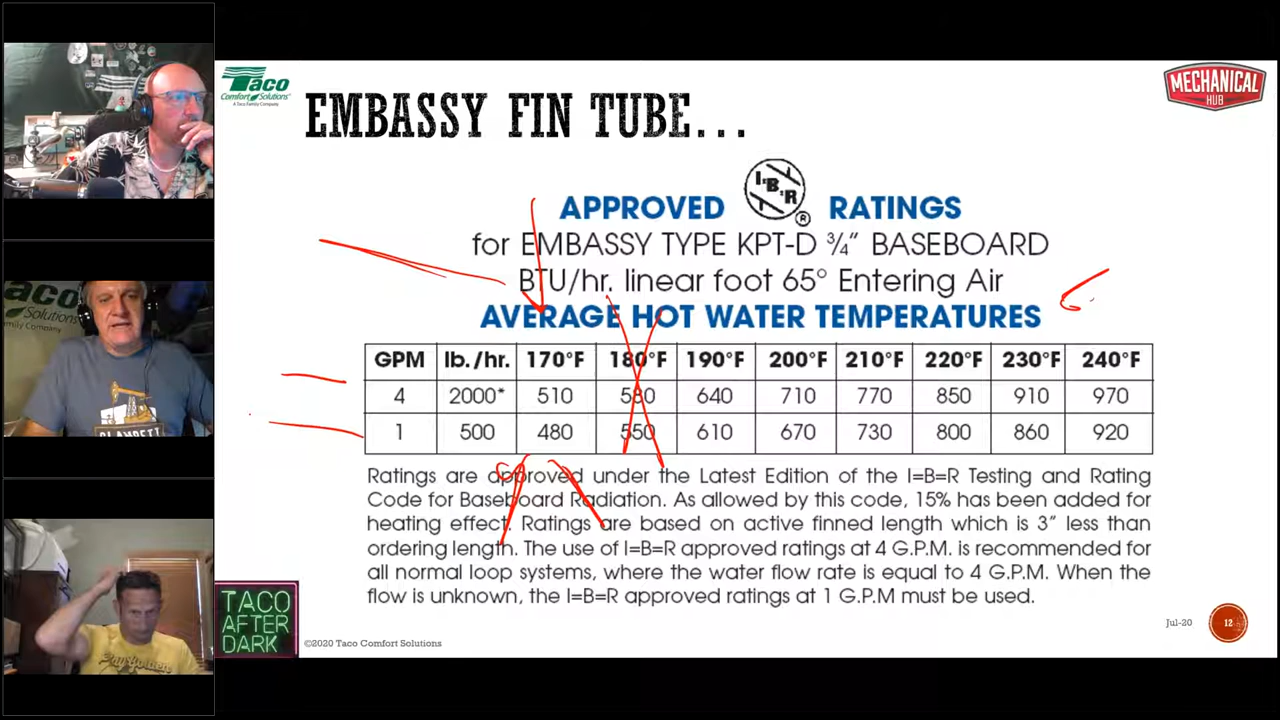 Taco
Comfort Solutions
A Taco Family Company
MECHANICAL
HUB
EMBASSY FIN TUBE...
APPROVED I=B=R ® RATINGS
for EMBASSY TYPE KPT-D ¾" BASEBOARD
BTU/hr. linear foot 65° Entering Air
AVERAGE HOT WATER TEMPERATURES
GPM lb./hr. 170°F 180°F 190°F 200°F 210°F 220°F 230°F 240°F
4 2000* 510 580 640 710 770 850 910 970
1 500 480 550 610 670 730 800 860 920
Ratings are approved under the Latest Edition of the I=B=R Testing and Rating
Code for Baseboard Radiation. As allowed by this code, 15% has been added for
heating effect. Ratings are based on active finned length which is 3" less than
ordering length. The use of I=B=R approved ratings at 4 G.P.M. is recommended for
all normal loop systems, where the water flow rate is equal to 4 G.P.M. When the
flow is unknown, the I=B=R approved ratings at 1 G.P.M must be used.
TACO
AFTER
DARK
©2020 Taco Comfort Solutions
Jul-20
12
Family Company